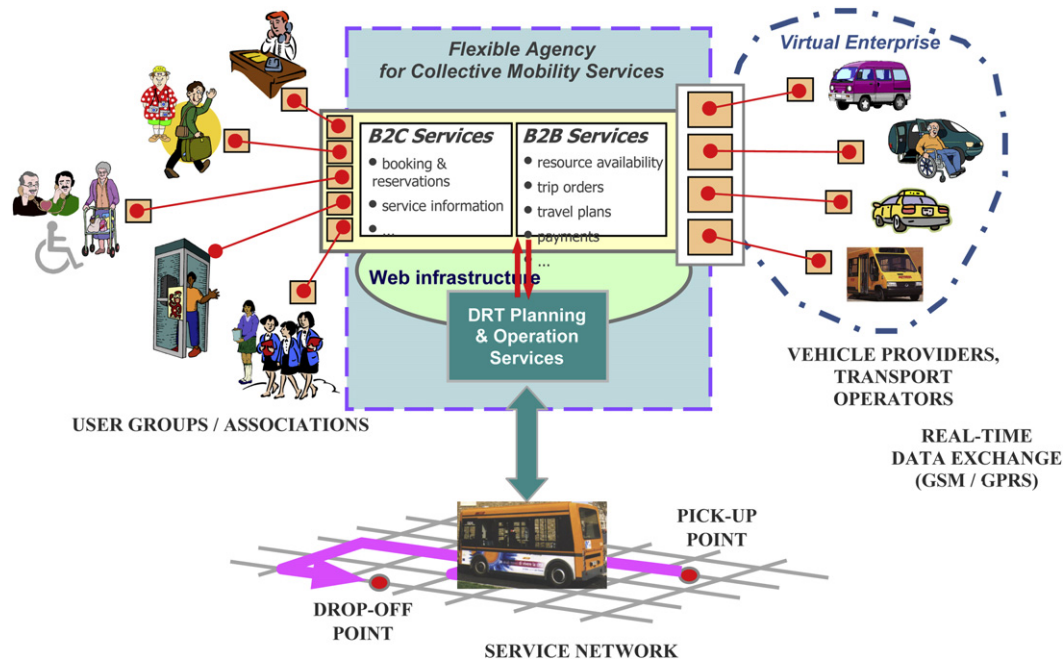 Flexible Agency
for Collective Mobility Services
Virtual Enterprise
B2C Services
• booking &
reservations
• service information
• ...
B2B Services
• resource availability
• trip orders
• travel plans
• payments
• ...
Web infrastructure
DRT Planning
& Operation
Services
USER GROUPS / ASSOCIATIONS
VEHICLE PROVIDERS,
TRANSPORT
OPERATORS
REAL-TIME
DATA EXCHANGE
(GSM / GPRS)
PICK-UP
POINT
DROP-OFF
POINT
SERVICE NETWORK